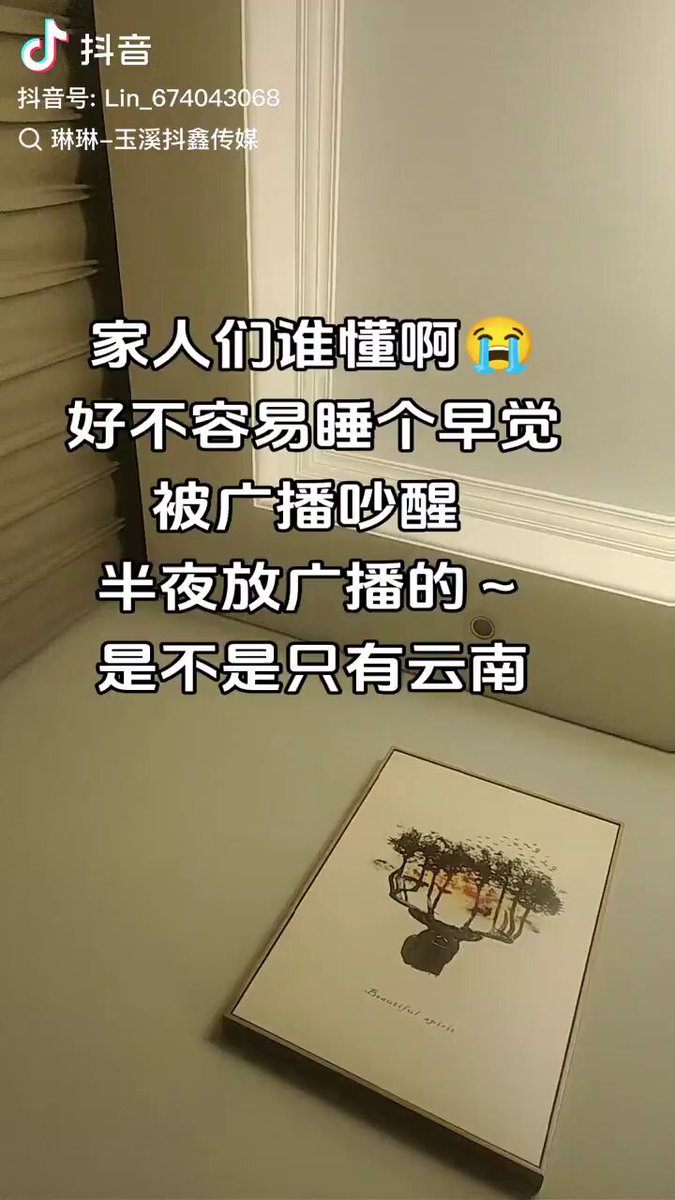 抖音
抖音号: Lin_674043068
琳琳-玉溪抖鑫传媒
家人们谁懂啊😭
好不容易睡个早觉
被广播吵醒
半夜放广播的~
是不是只有云南
Beautiful spirit